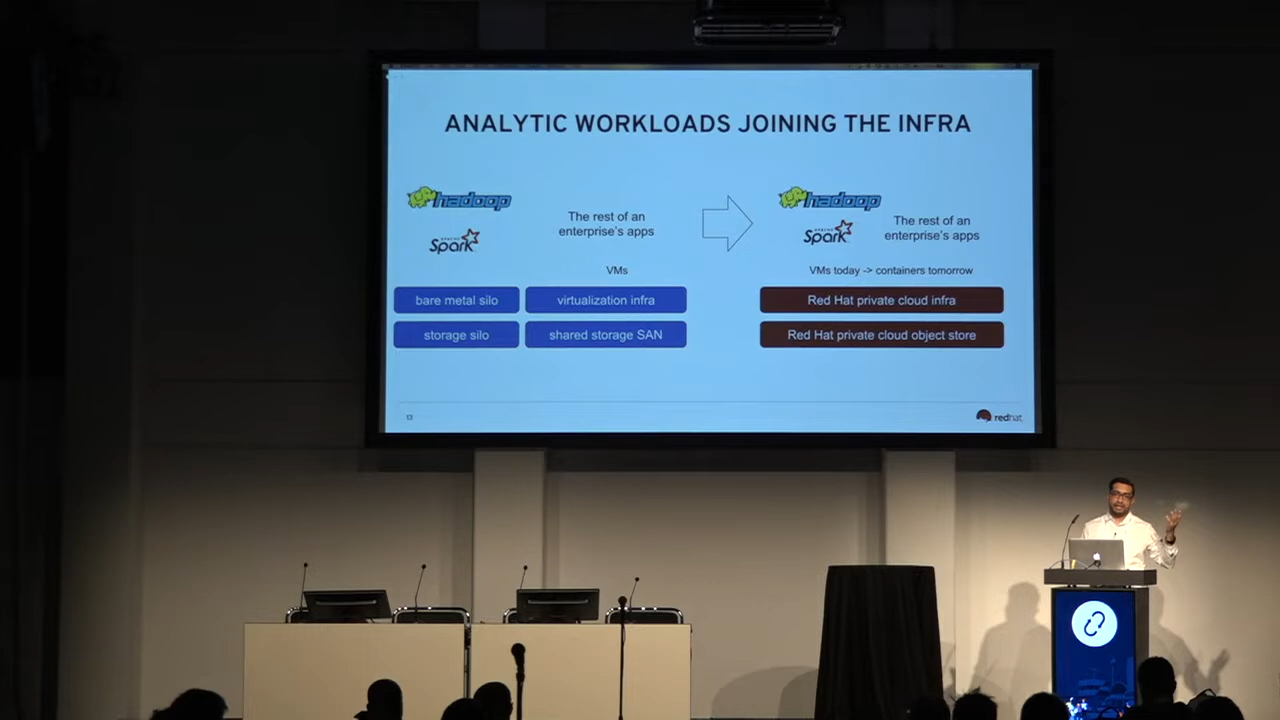 ANALYTIC WORKLOADS JOINING THE INFRA
hadoop
APACHE
Spark
The rest of an
enterprise's apps
VMs
bare metal silo
virtualization infra
storage silo
shared storage SAN
hadoop
APACHE
Spark
The rest of an
enterprise's apps
VMs today -> containers tomorrow
Red Hat private cloud infra
Red Hat private cloud object store
13
redhat